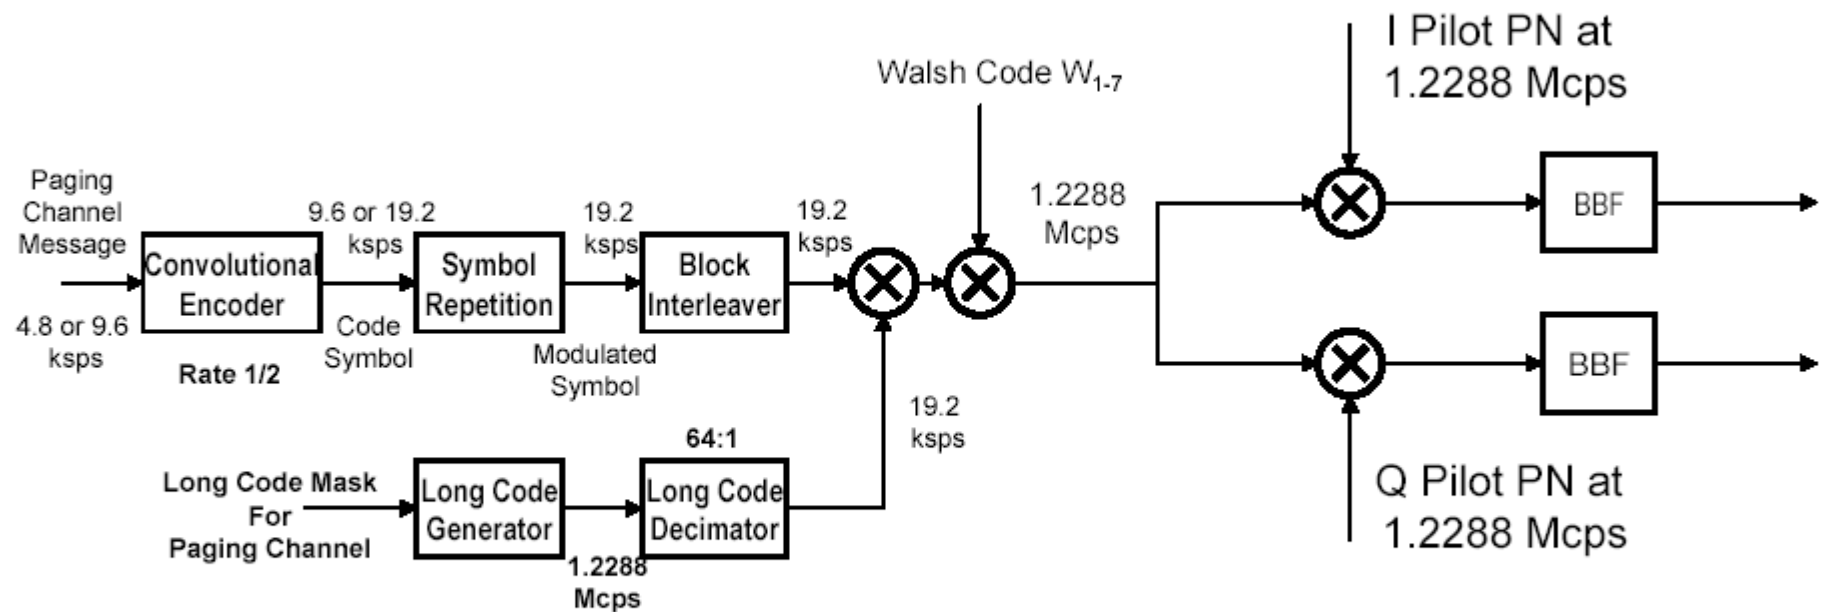 I Pilot PN at
1.2288 Mcps
Walsh Code W1-7
Paging
Channel
Message
9.6 or 19.2
ksps
19.2
ksps
19.2
ksps
1.2288
Mcps
Convolutional
Encoder
Symbol
Repetition
Block
Interleaver
BBF
4.8 or 9.6
ksps
Rate 1/2
Code
Symbol
Modulated
Symbol
BBF
19.2
ksps
64:1
Long Code Mask
For
Paging Channel
Long Code
Generator
Long Code
Decimator
1.2288
Mcps
Q Pilot PN at
1.2288 Mcps